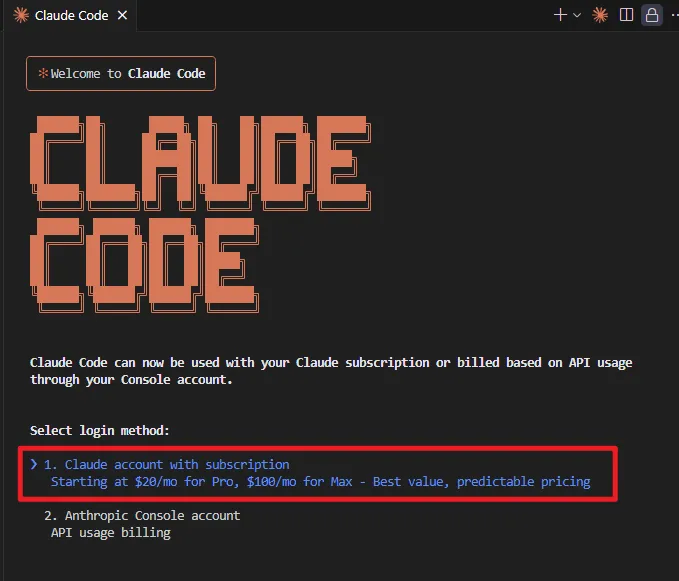 Claude Code
✻Welcome to Claude Code
CLAUDE
CODE
Claude Code can now be used with your Claude subscription or billed based on API usage
through your Console account.
Select login method:
❯ 1. Claude account with subscription
Starting at $20/mo for Pro, $100/mo for Max - Best value, predictable pricing
2. Anthropic Console account
API usage billing